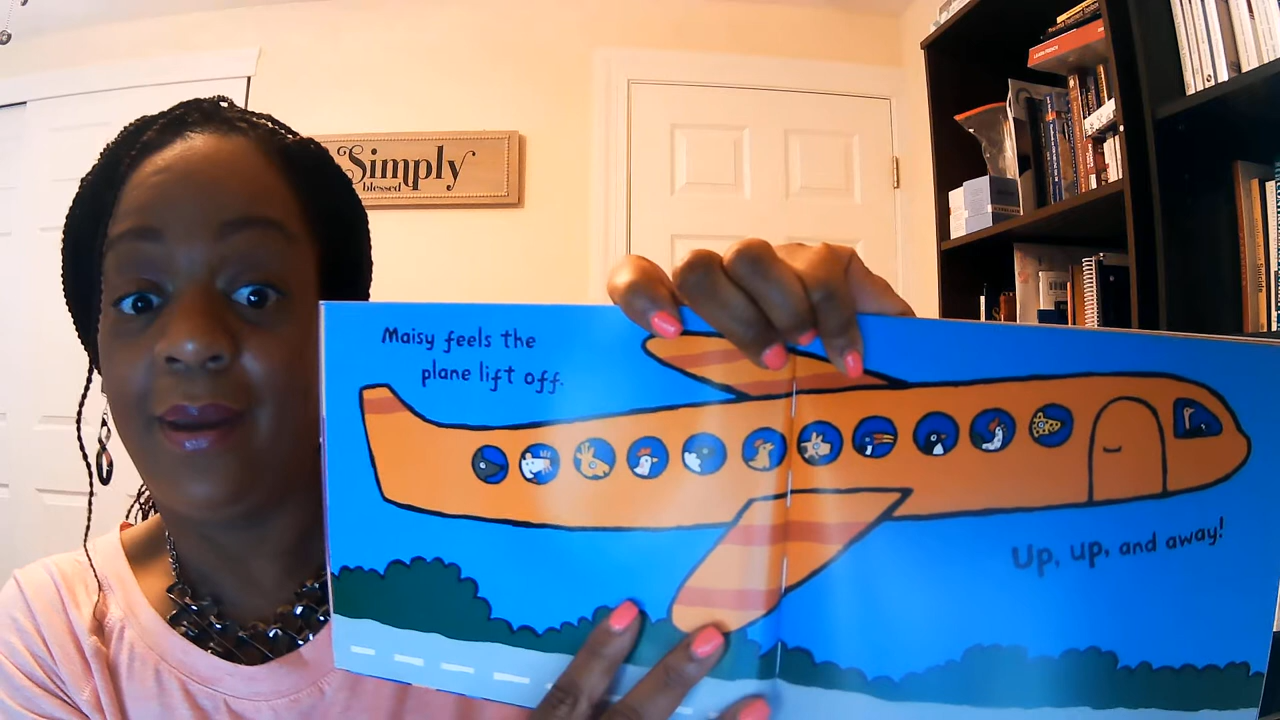 Simply
blessed
Maisy feels the
plane lift off.
Up, up, and away!